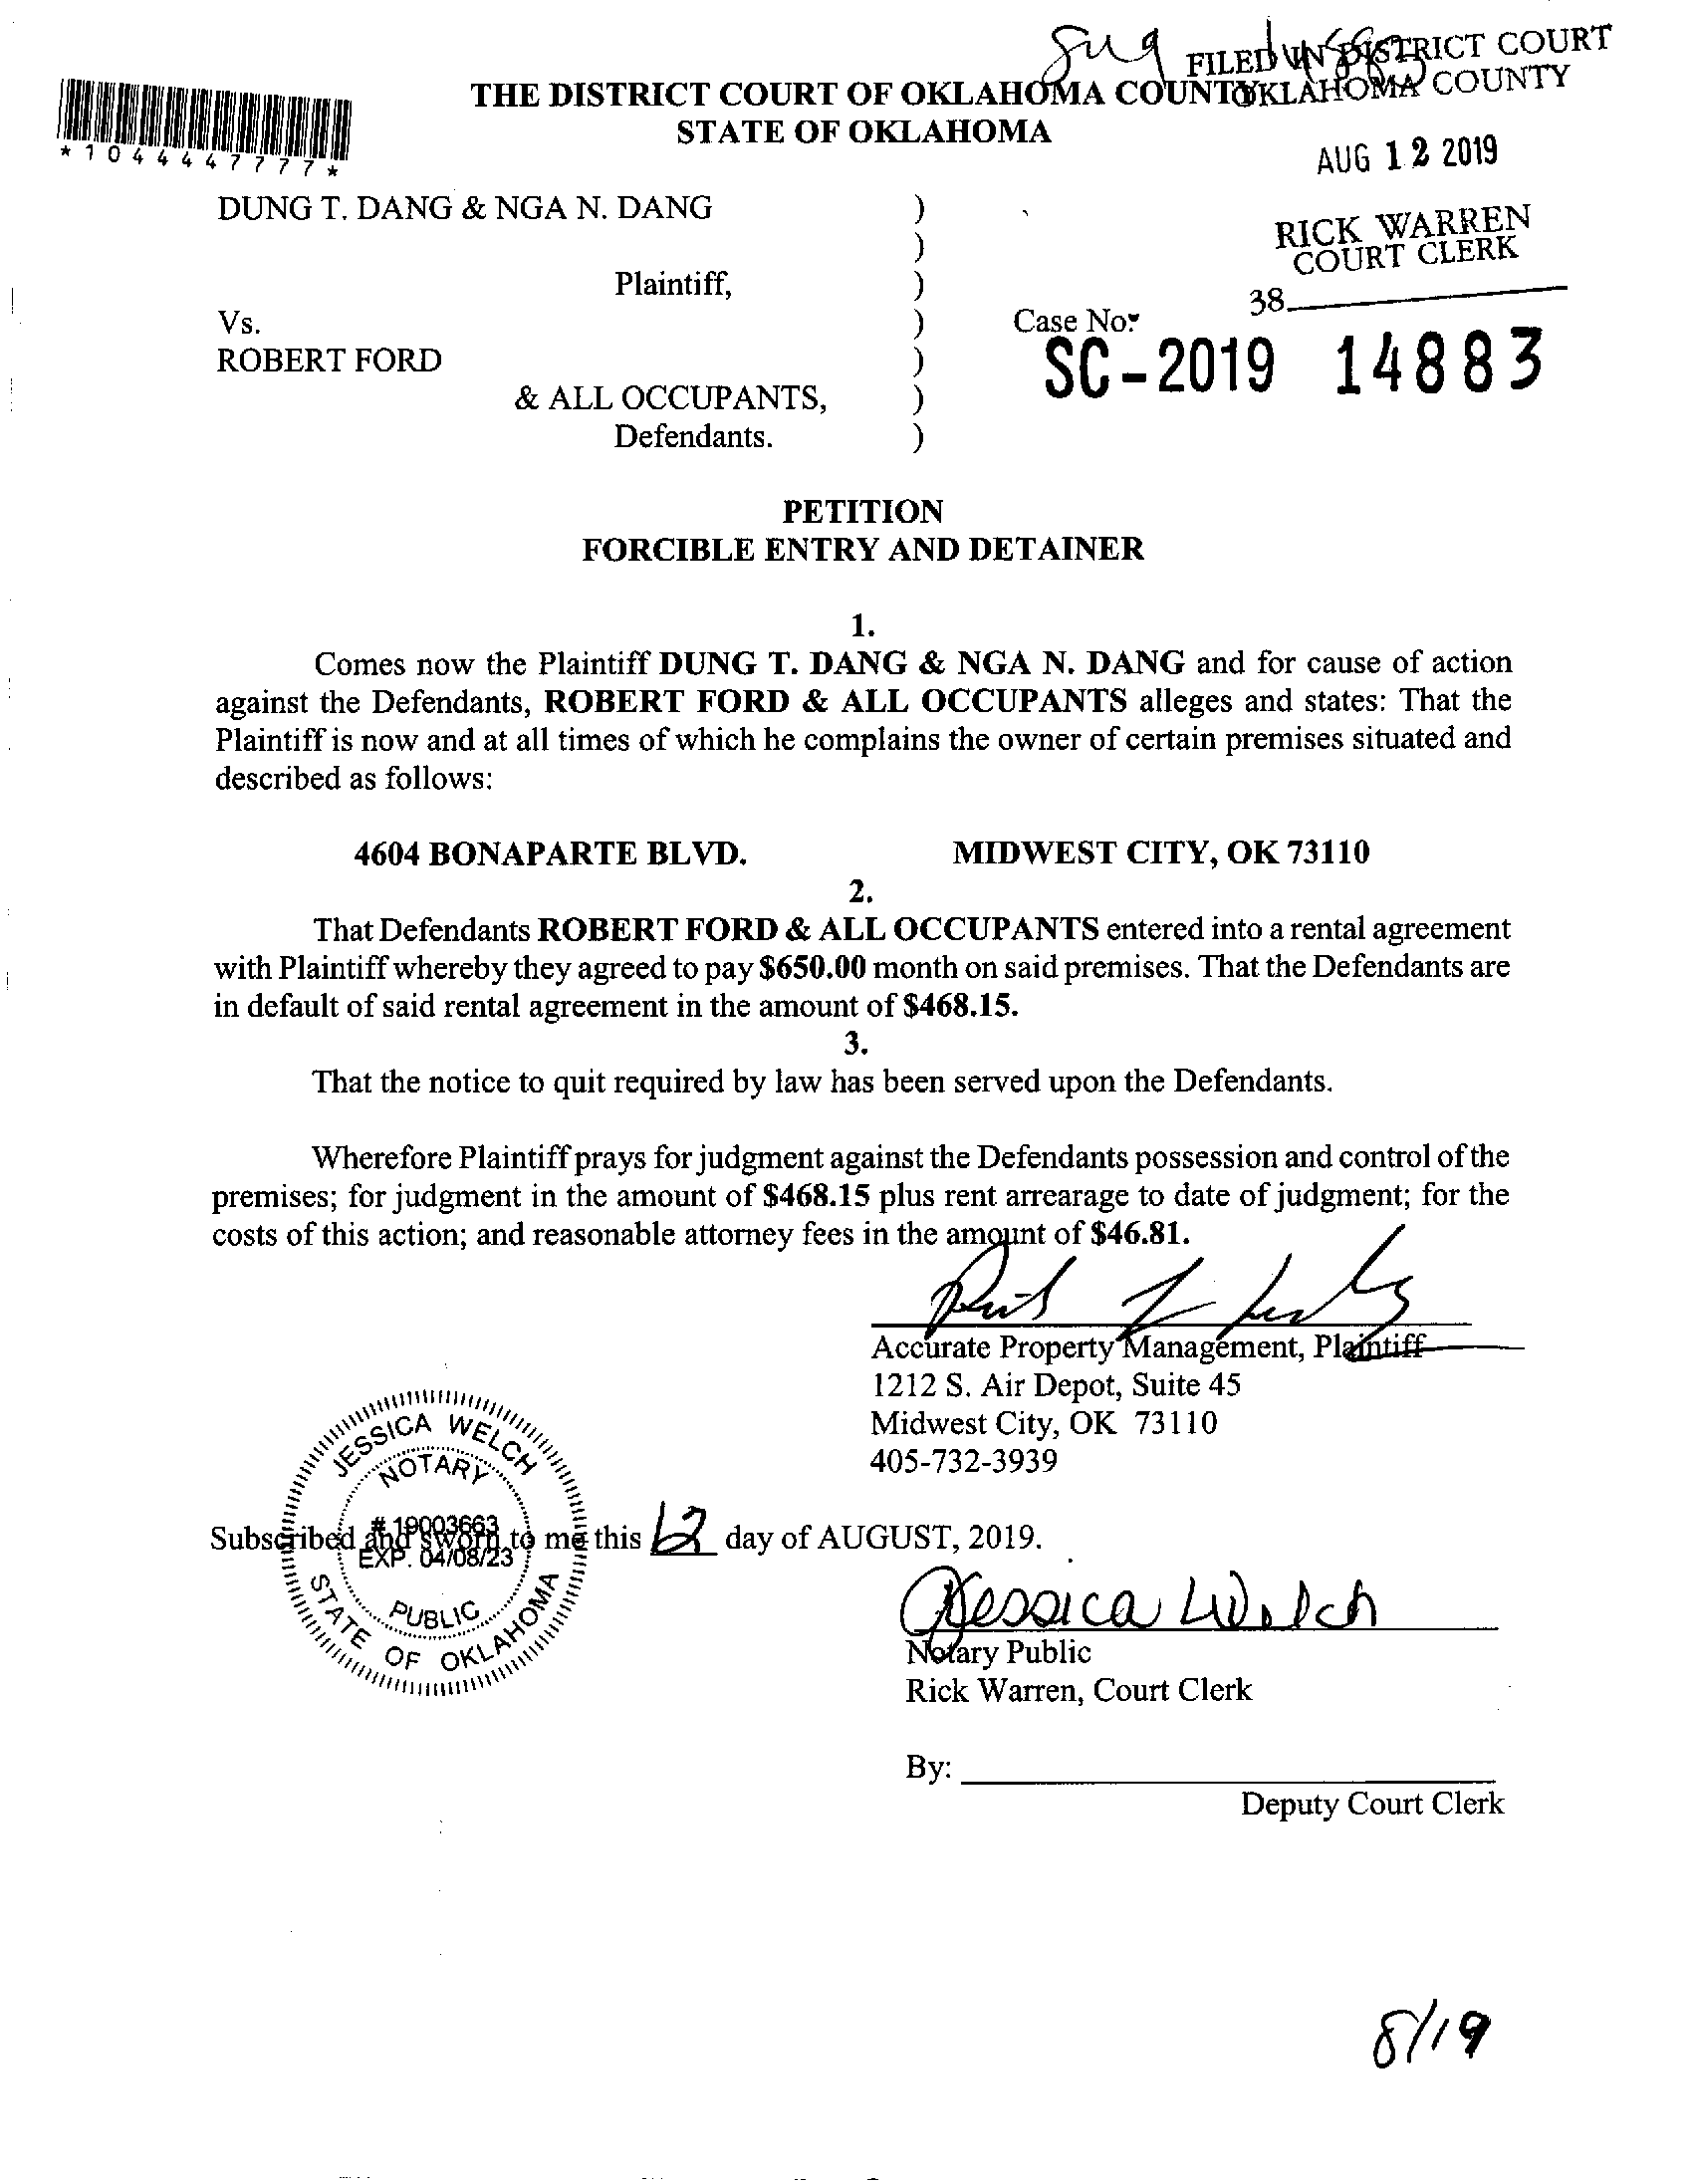 FILED IN DISTRICT COURT
OKLAHOMA COUNTY
THE DISTRICT COURT OF OKLAHOMA COUNTY
STATE OF OKLAHOMA
*1044447777*
AUG 12 2019
RICK WARREN
COURT CLERK
38
DUNG T. DANG & NGA N. DANG )
)
Plaintiff, )
Vs. ) Case No.
ROBERT FORD ) SC-2019 14883
& ALL OCCUPANTS, )
Defendants. )
PETITION
FORCIBLE ENTRY AND DETAINER
1.
Comes now the Plaintiff DUNG T. DANG & NGA N. DANG and for cause of action
against the Defendants, ROBERT FORD & ALL OCCUPANTS alleges and states: That the
Plaintiff is now and at all times of which he complains the owner of certain premises situated and
described as follows:
4604 BONAPARTE BLVD. MIDWEST CITY, OK 73110
2.
That Defendants ROBERT FORD & ALL OCCUPANTS entered into a rental agreement
with Plaintiff whereby they agreed to pay $650.00 month on said premises. That the Defendants are
in default of said rental agreement in the amount of $468.15.
3.
That the notice to quit required by law has been served upon the Defendants.
Wherefore Plaintiff prays for judgment against the Defendants possession and control of the
premises; for judgment in the amount of $468.15 plus rent arrearage to date of judgment; for the
costs of this action; and reasonable attorney fees in the amount of $46.81.
Accurate Property Management, Plaintiff
1212 S. Air Depot, Suite 45
Midwest City, OK 73110
405-732-3939
JESSICA WELCH
NOTARY
# 19003663
EXP. 04/08/23
PUBLIC
STATE OF OKLAHOMA
Subscribed and sworn to me this 12 day of AUGUST, 2019.
Jessica Welch
Notary Public
Rick Warren, Court Clerk
By:
Deputy Court Clerk
8/19